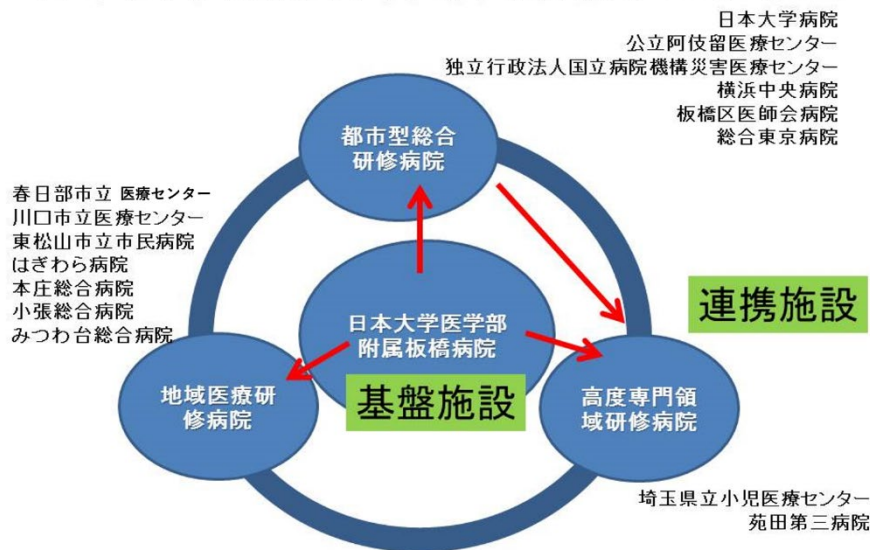 日本大学病院
公立阿伎留医療センター
独立行政法人国立病院機構災害医療センター
横浜中央病院
板橋区医師会病院
総合東京病院
都市型総合
研修病院
春日部市立 医療センター
川口市立医療センター
東松山市立市民病院
はぎわら病院
本庄総合病院
小張総合病院
みつわ台総合病院
連携施設
日本大学医学部
附属板橋病院
基盤施設
地域医療研
修病院
高度専門領
域研修病院
埼玉県立小児医療センター
苑田第三病院